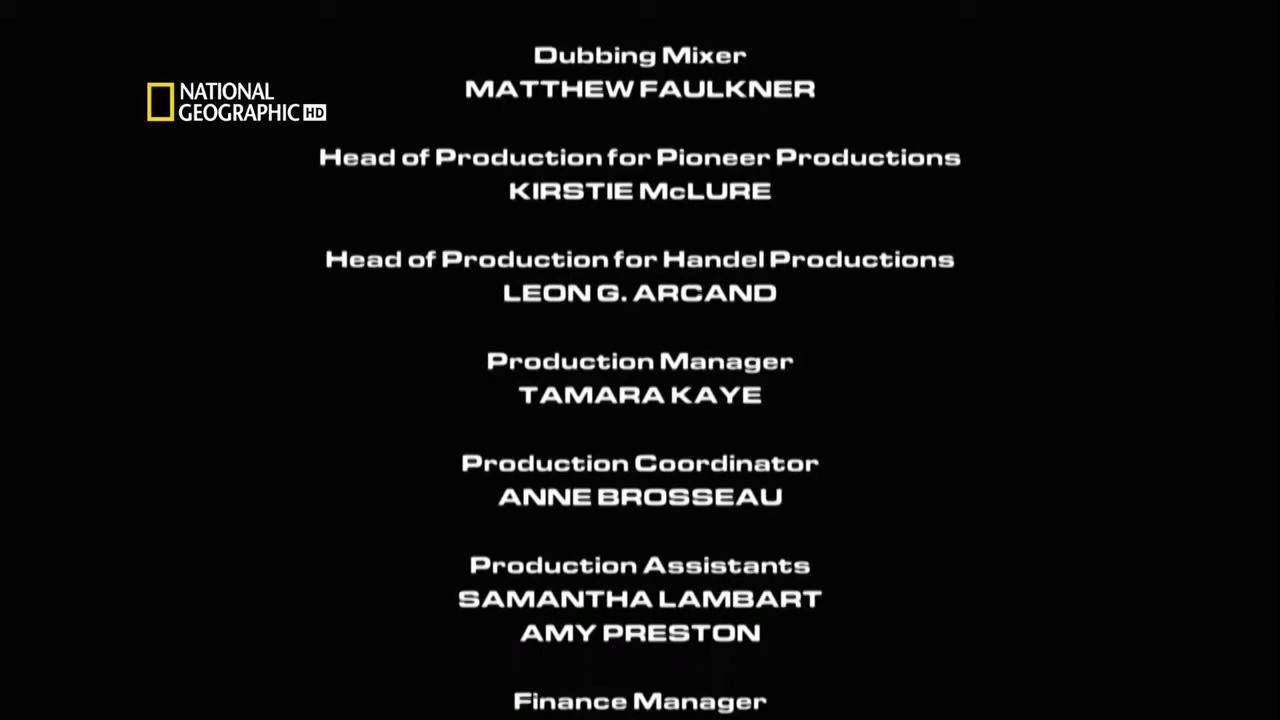 Dubbing Mixer
MATTHEW FAULKNER
NATIONAL
GEOGRAPHIC HD
Head of Production for Pioneer Productions
KIRSTIE McLURE
Head of Production for Handel Productions
LEON G. ARCAND
Production Manager
TAMARA KAYE
Production Coordinator
ANNE BROSSEAU
Production Assistants
SAMANTHA LAMBART
AMY PRESTON
Finance Manager